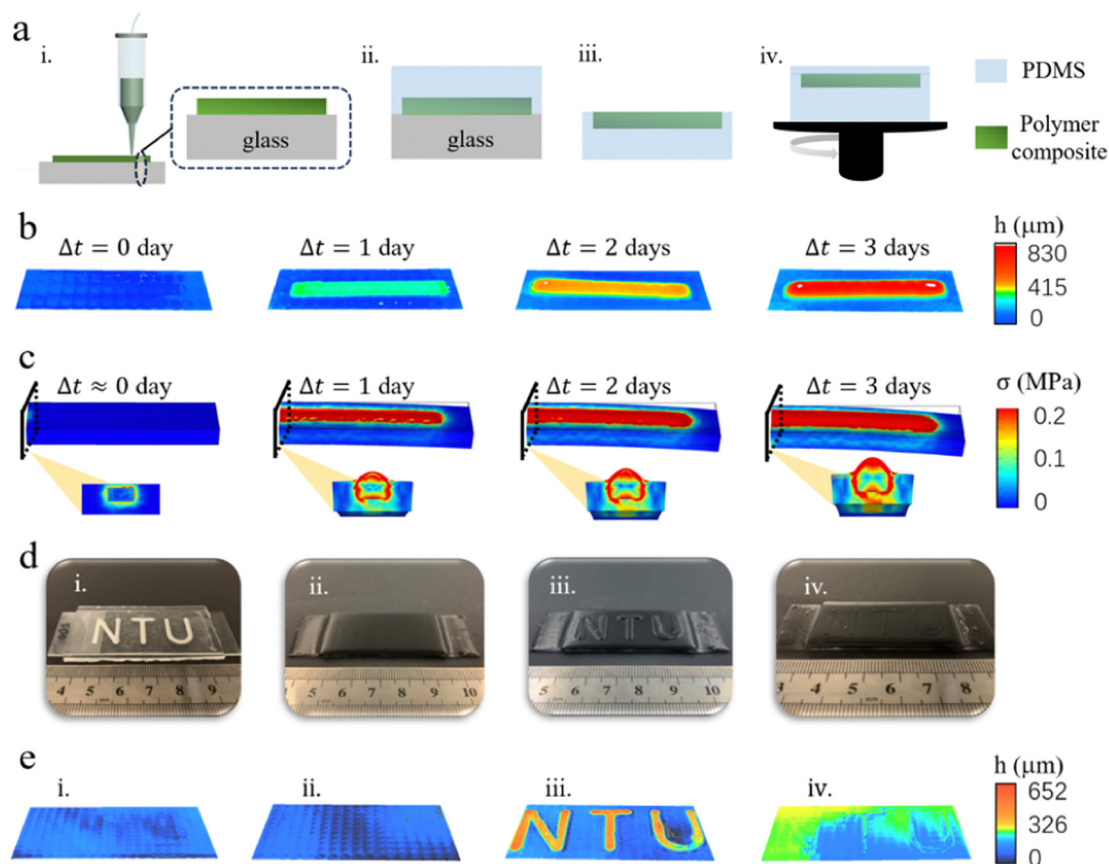 a
i.
ii.
iii.
iv.
glass
glass
PDMS
Polymer
composite
b
Δt = 0 day
Δt = 1 day
Δt = 2 days
Δt = 3 days
h (μm)
830
415
0
c
Δt ≈ 0 day
Δt = 1 day
Δt = 2 days
Δt = 3 days
σ (MPa)
0.2
0.1
0
d
i.
ii.
iii.
iv.
NTU
NTU
NTU
4 5 6 7 8 9
5 6 7 8 9 10
5 6 7 8 9 10
3 4 5 6 7 8
e
i.
ii.
iii.
iv.
NTU
h (μm)
652
326
0